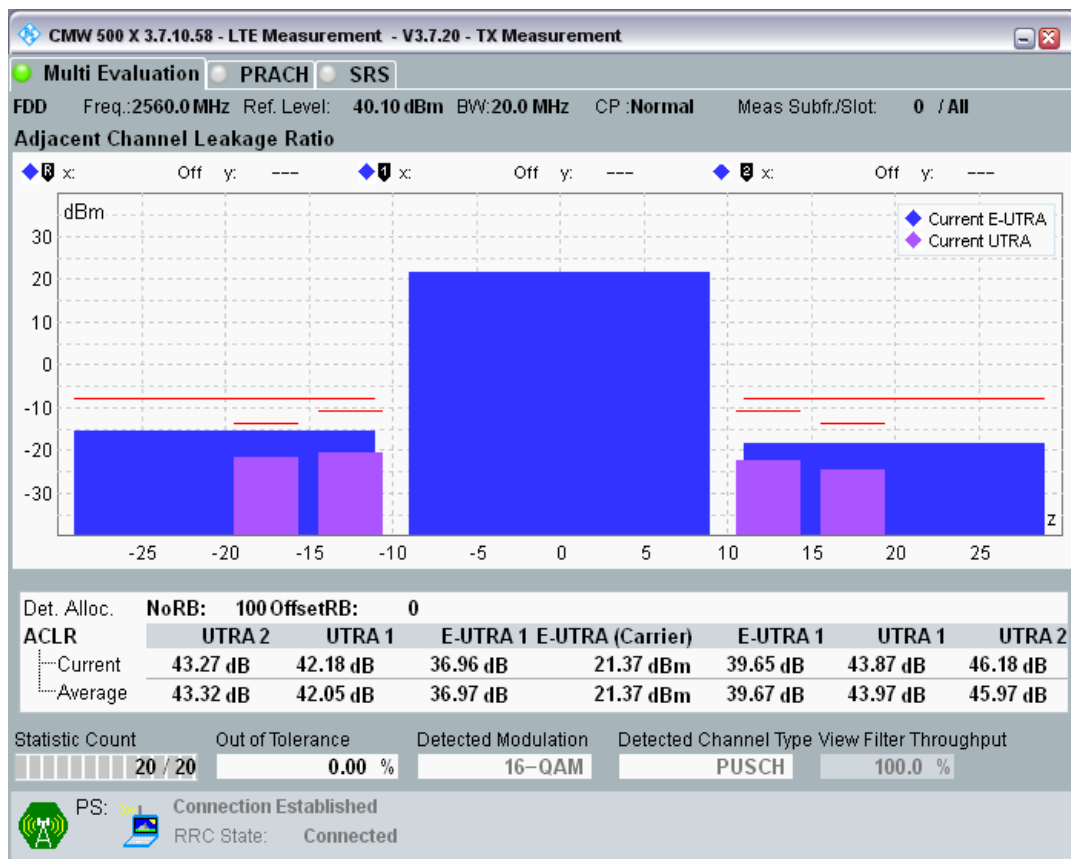 CMW 500 X 3.7.10.58 - LTE Measurement - V3.7.20 - TX Measurement
Multi Evaluation PRACH SRS
FDD Freq.:2560.0 MHz Ref. Level: 40.10 dBm BW:20.0 MHz CP :Normal Meas Subfr./Slot: 0 / All
Adjacent Channel Leakage Ratio
R x: Off y: --- 1 x: Off y: --- 2 x: Off y: ---
dBm
Current E-UTRA
Current UTRA
30
20
10
0
-10
-20
-30
z
-25 -20 -15 -10 -5 0 5 10 15 20 25
Det. Alloc. NoRB: 100 OffsetRB: 0
ACLR UTRA 2 UTRA 1 E-UTRA 1 E-UTRA (Carrier) E-UTRA 1 UTRA 1 UTRA 2
Current 43.27 dB 42.18 dB 36.96 dB 21.37 dBm 39.65 dB 43.87 dB 46.18 dB
Average 43.32 dB 42.05 dB 36.97 dB 21.37 dBm 39.67 dB 43.97 dB 45.97 dB
Statistic Count Out of Tolerance Detected Modulation Detected Channel Type View Filter Throughput
20 / 20 0.00 % 16-QAM PUSCH 100.0 %
PS: Connection Established
RRC State: Connected